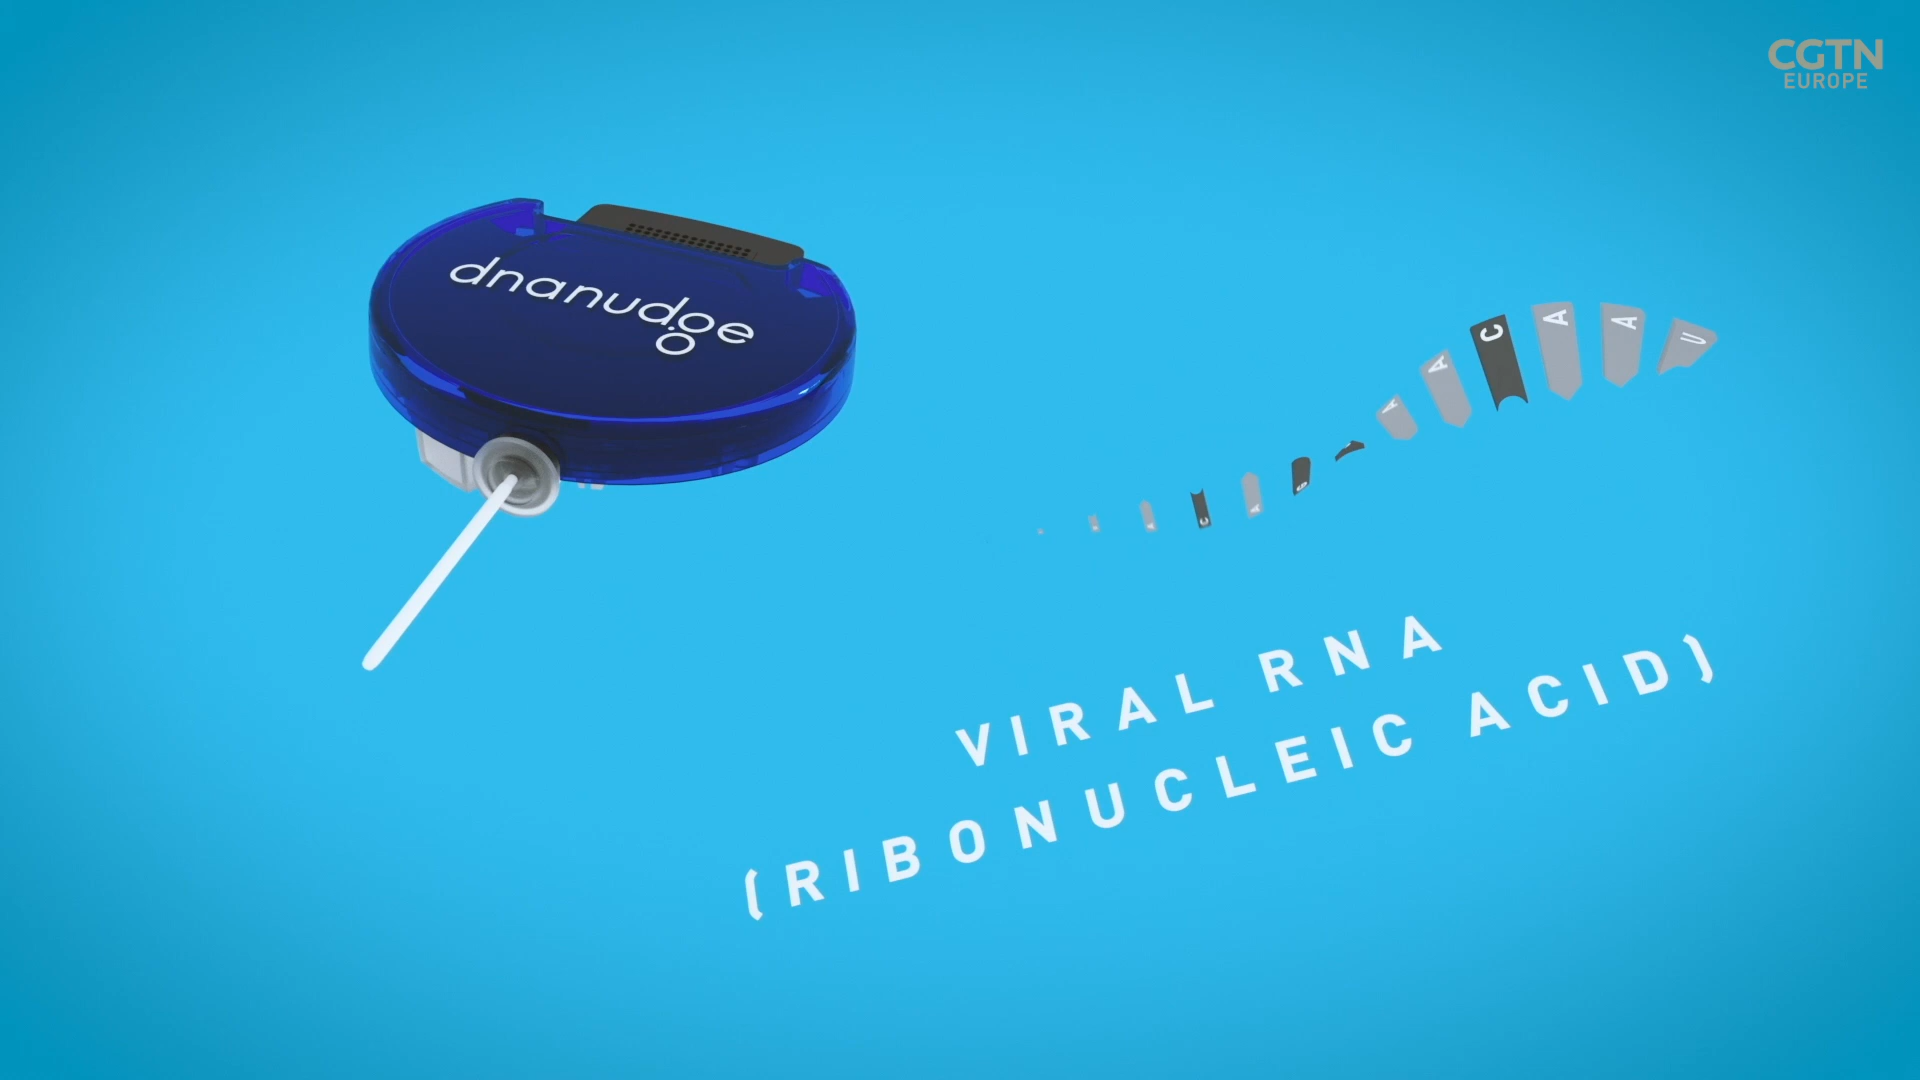 CGTN
EUROPE
dnanudge
C A A U
A
A
C
A
A
VIRAL RNA
(RIBONUCLEIC ACID)